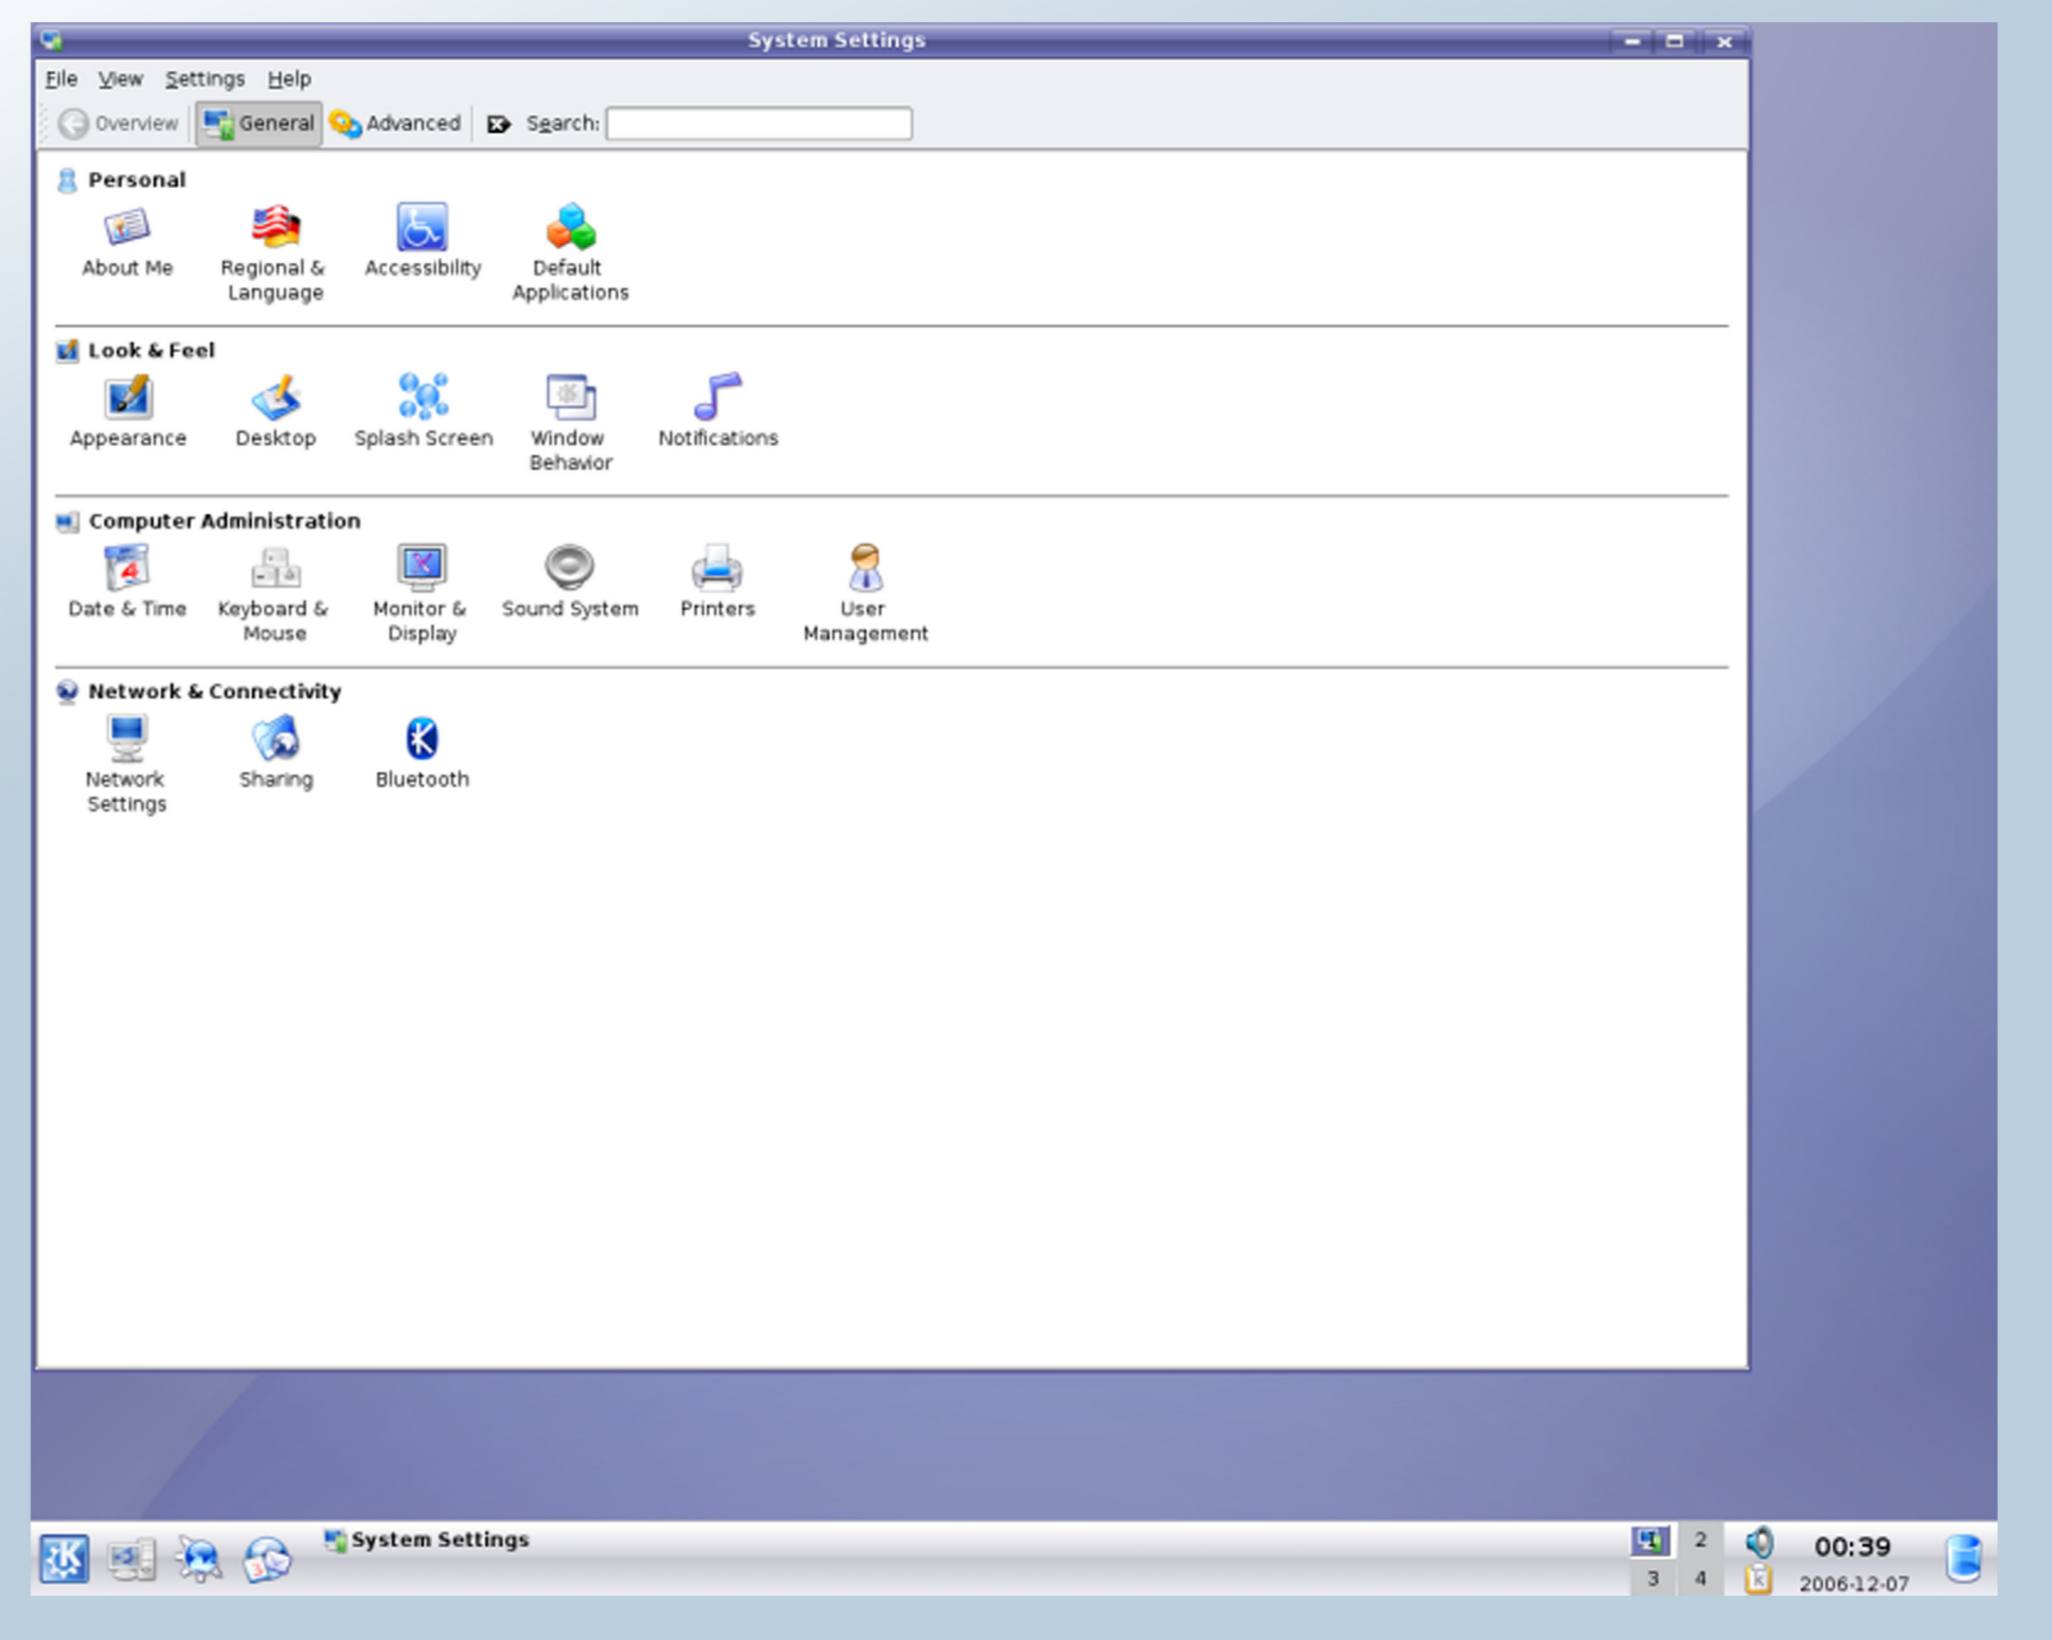 System Settings
File View Settings Help
Overview General Advanced Search:
Personal
About Me Regional & Language Accessibility Default Applications
Look & Feel
Appearance Desktop Splash Screen Window Behavior Notifications
Computer Administration
Date & Time Keyboard & Mouse Monitor & Display Sound System Printers User Management
Network & Connectivity
Network Settings Sharing Bluetooth
System Settings
2
3 4
00:39
2006-12-07